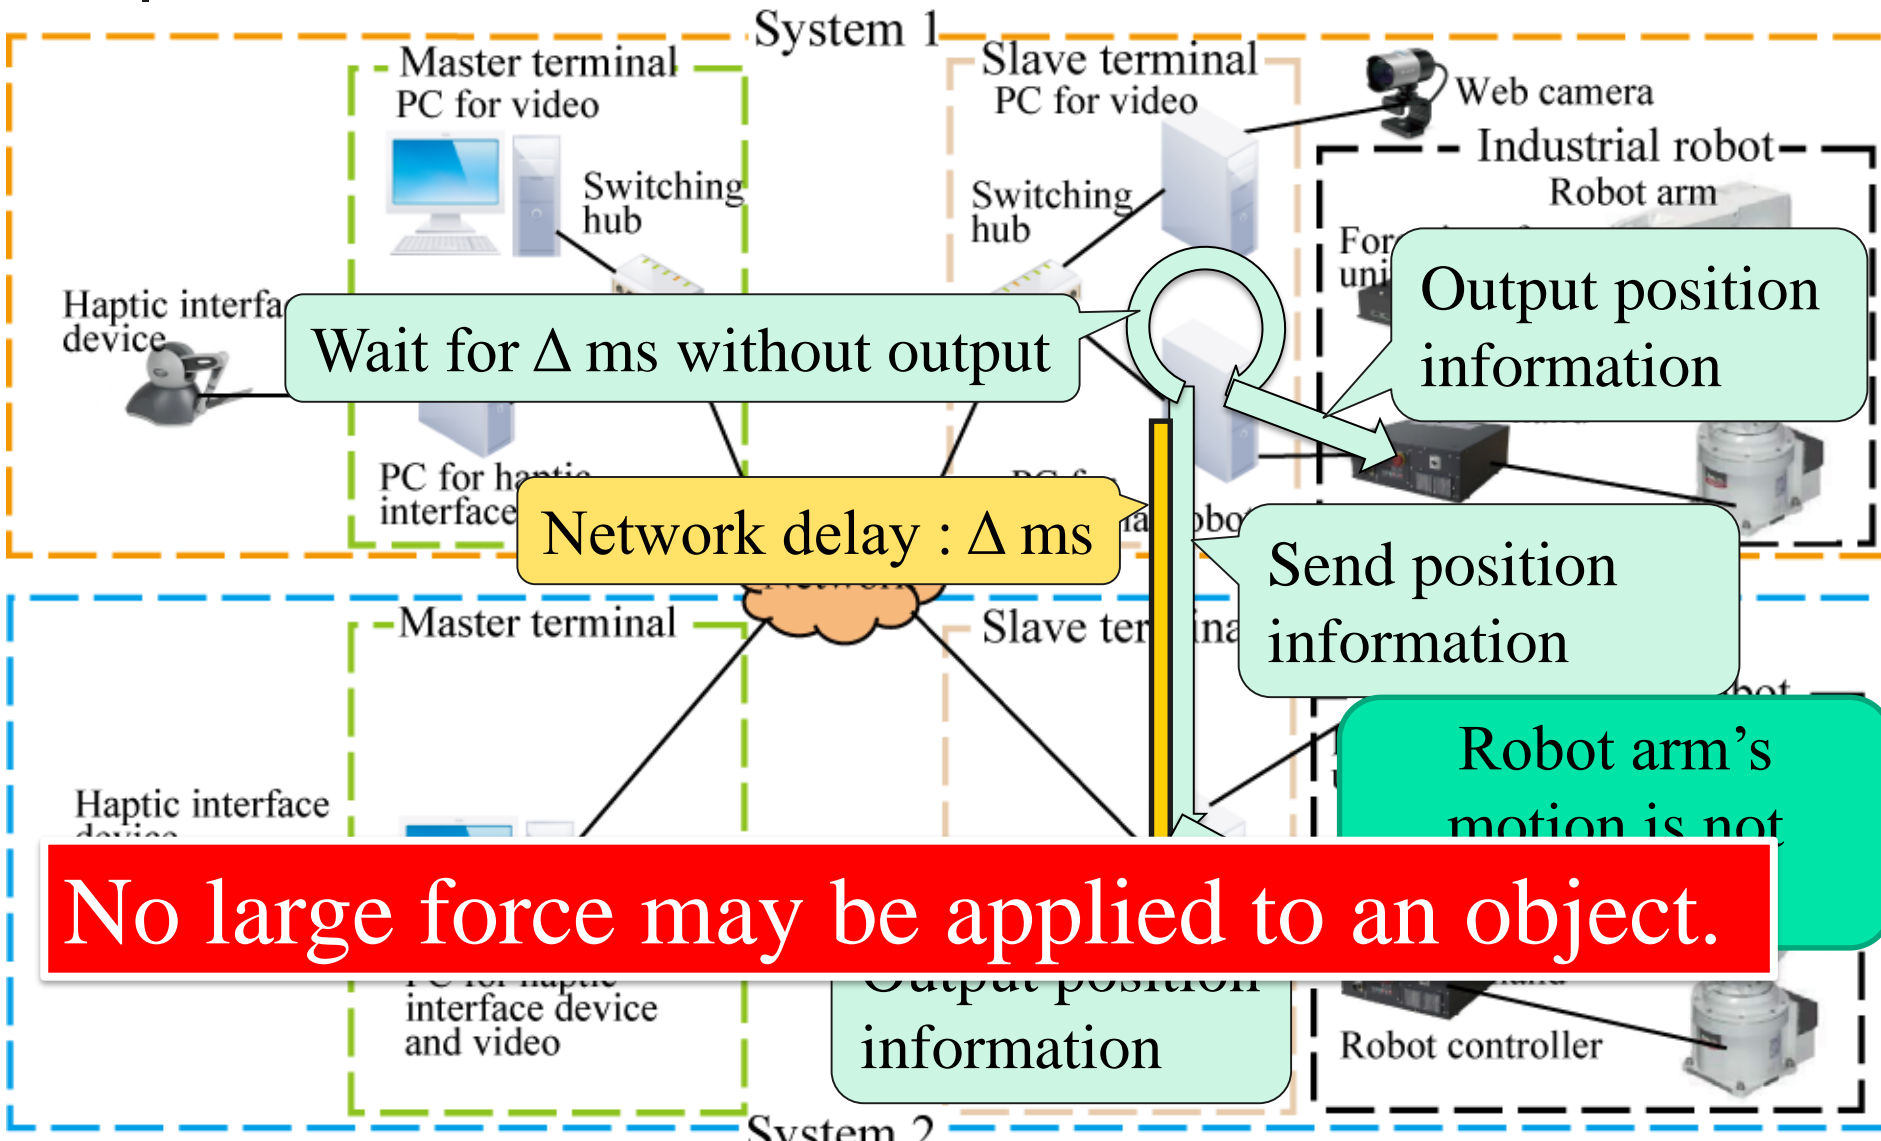 System 1
Master terminal
PC for video
Switching
hub
Slave terminal
PC for video
Switching
hub
Web camera
Industrial robot
Robot arm
Haptic
device
Wait for Δ ms without output
Output position
information
PC for
interface
Network delay : Δ ms
Send position
information
Master terminal
Slave
Haptic interface
Robot arm’s
motion is not
No large force may be applied to an object.
interface device
and video
Output position
information
Robot controller
System 2